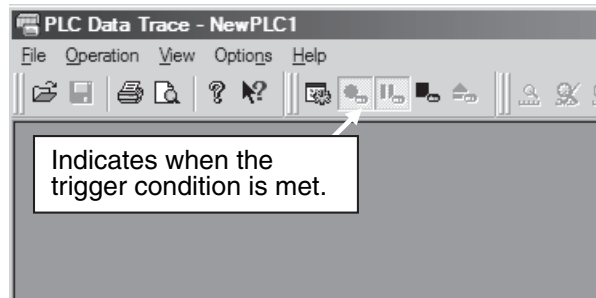 PLC Data Trace - NewPLC1
File Operation View Options Help
Indicates when the
trigger condition is met.